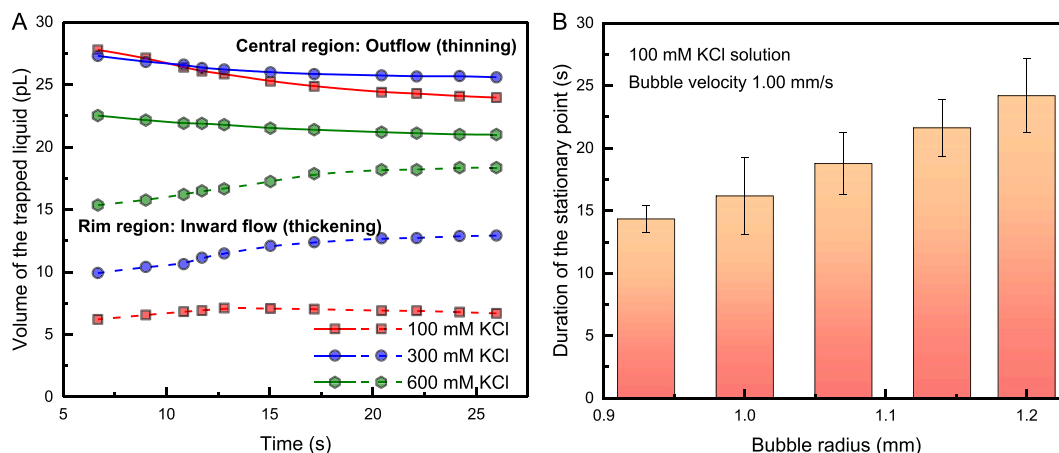 A
Volume of the trapped liquid (pL)
30
25
20
15
10
5
0
Central region: Outflow (thinning)
Rim region: Inward flow (thickening)
100 mM KCl
300 mM KCl
600 mM KCl
5 10 15 20 25
Time (s)
B
Duration of the stationary point (s)
30
25
20
15
10
5
0
100 mM KCl solution
Bubble velocity 1.00 mm/s
0.9 1.0 1.1 1.2
Bubble radius (mm)